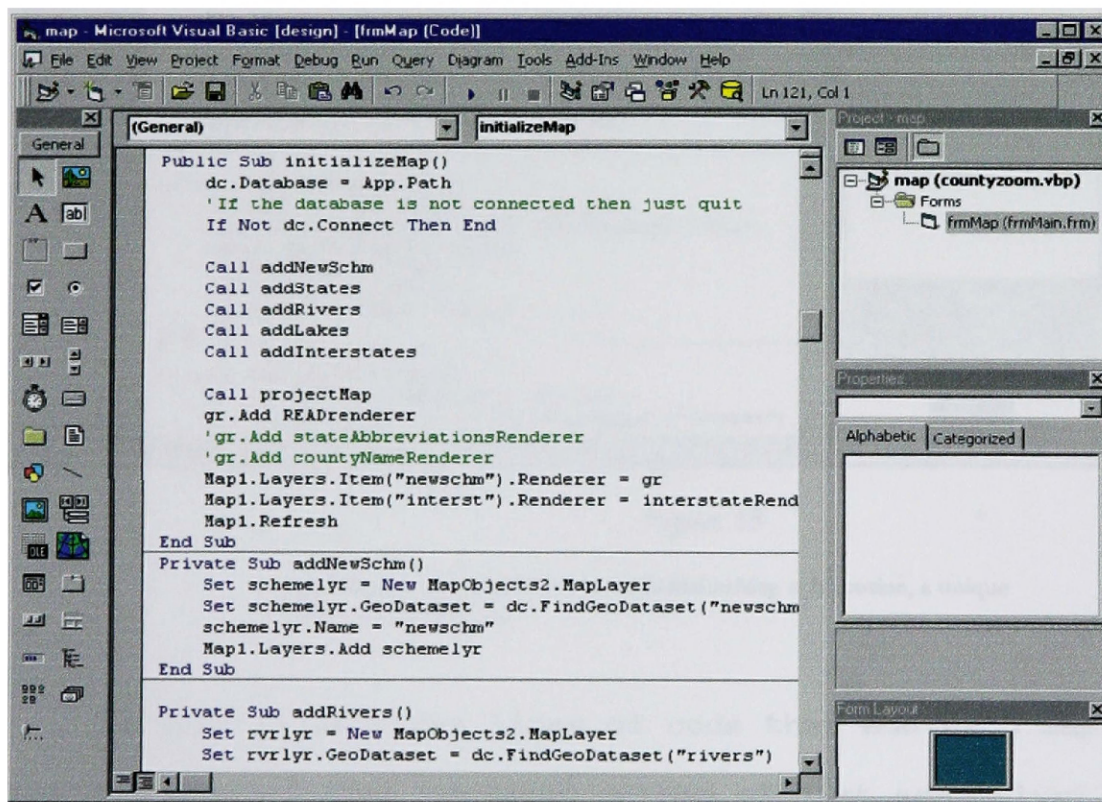 map - Microsoft Visual Basic [design] - [frmMap (Code)]
File Edit View Project Format Debug Run Query Diagram Tools Add-Ins Window Help
Ln 121, Col 1
General
(General)
initializeMap
Public Sub initializeMap()
dc.Database = App.Path
'If the database is not connected then just quit
If Not dc.Connect Then End
Call addNewSchm
Call addStates
Call addRivers
Call addLakes
Call addInterstates
Call projectMap
gr.Add READrenderer
'gr.Add stateAbbreviationsRenderer
'gr.Add countyNameRenderer
Map1.Layers.Item("newschm").Renderer = gr
Map1.Layers.Item("interst").Renderer = interstateRend
Map1.Refresh
End Sub
Private Sub addNewSchm()
Set schemelyr = New MapObjects2.MapLayer
Set schemelyr.GeoDataset = dc.FindGeoDataset("newschm
schemelyr.Name = "newschm"
Map1.Layers.Add schemelyr
End Sub
Private Sub addRivers()
Set rvrlyr = New MapObjects2.MapLayer
Set rvrlyr.GeoDataset = dc.FindGeoDataset("rivers")
Project - map
map (countyzoom.vbp)
Forms
frmMap (frmMain.frm)
Properties
Alphabetic Categorized
Form Layout
A
ab
OLE